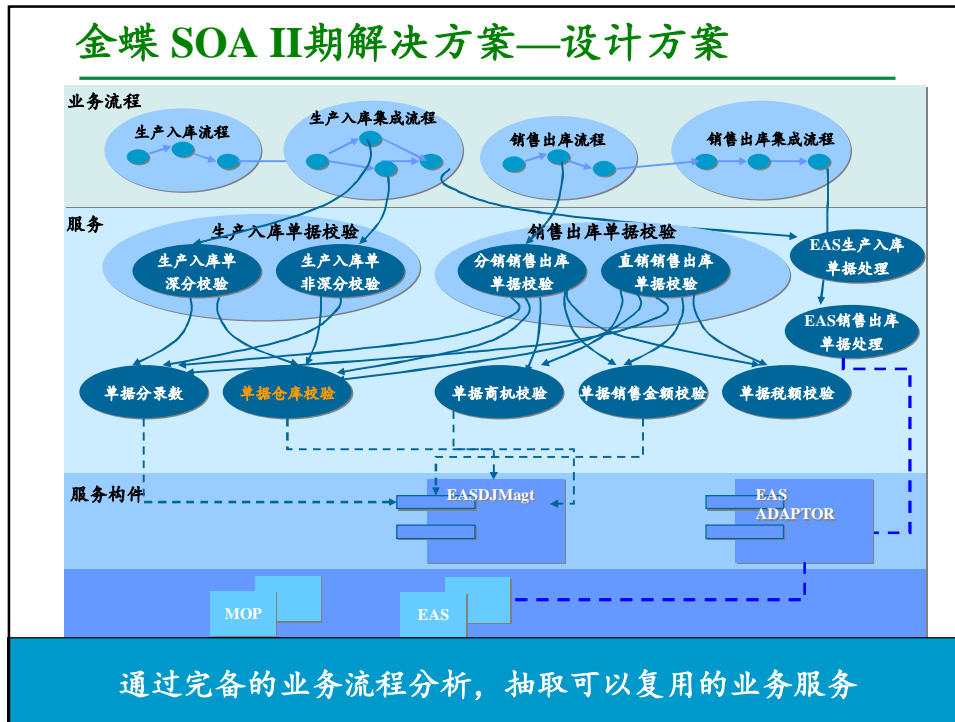 金蝶 SOA II期解决方案—设计方案
业务流程
生产入库流程
生产入库集成流程
销售出库流程
销售出库集成流程
服务
生产入库单据校验
销售出库单据校验
生产入库单
深分校验
生产入库单
非深分校验
分销销售出库
单据校验
直销销售出库
单据校验
EAS生产入库
单据处理
EAS销售出库
单据处理
单据分录数
单据仓库校验
单据商机校验
单据销售金额校验
单据税额校验
服务构件
EASDJMagt
EAS
ADAPTOR
MOP
EAS
通过完备的业务流程分析，抽取可以复用的业务服务